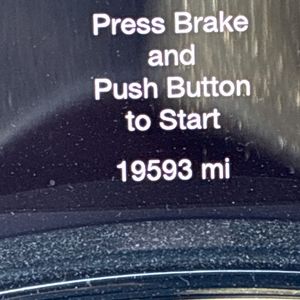 Press Brake
and
Push Button
to Start
19593 mi